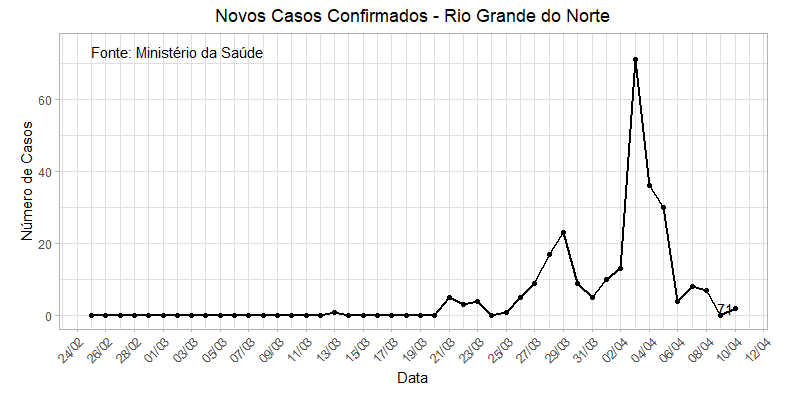 Novos Casos Confirmados - Rio Grande do Norte
Fonte: Ministério da Saúde
Número de Casos
60
40
20
0
71
24/02 26/02 28/02 01/03 03/03 05/03 07/03 09/03 11/03 13/03 15/03 17/03 19/03 21/03 23/03 25/03 27/03 29/03 31/03 02/04 04/04 06/04 08/04 10/04 12/04
Data